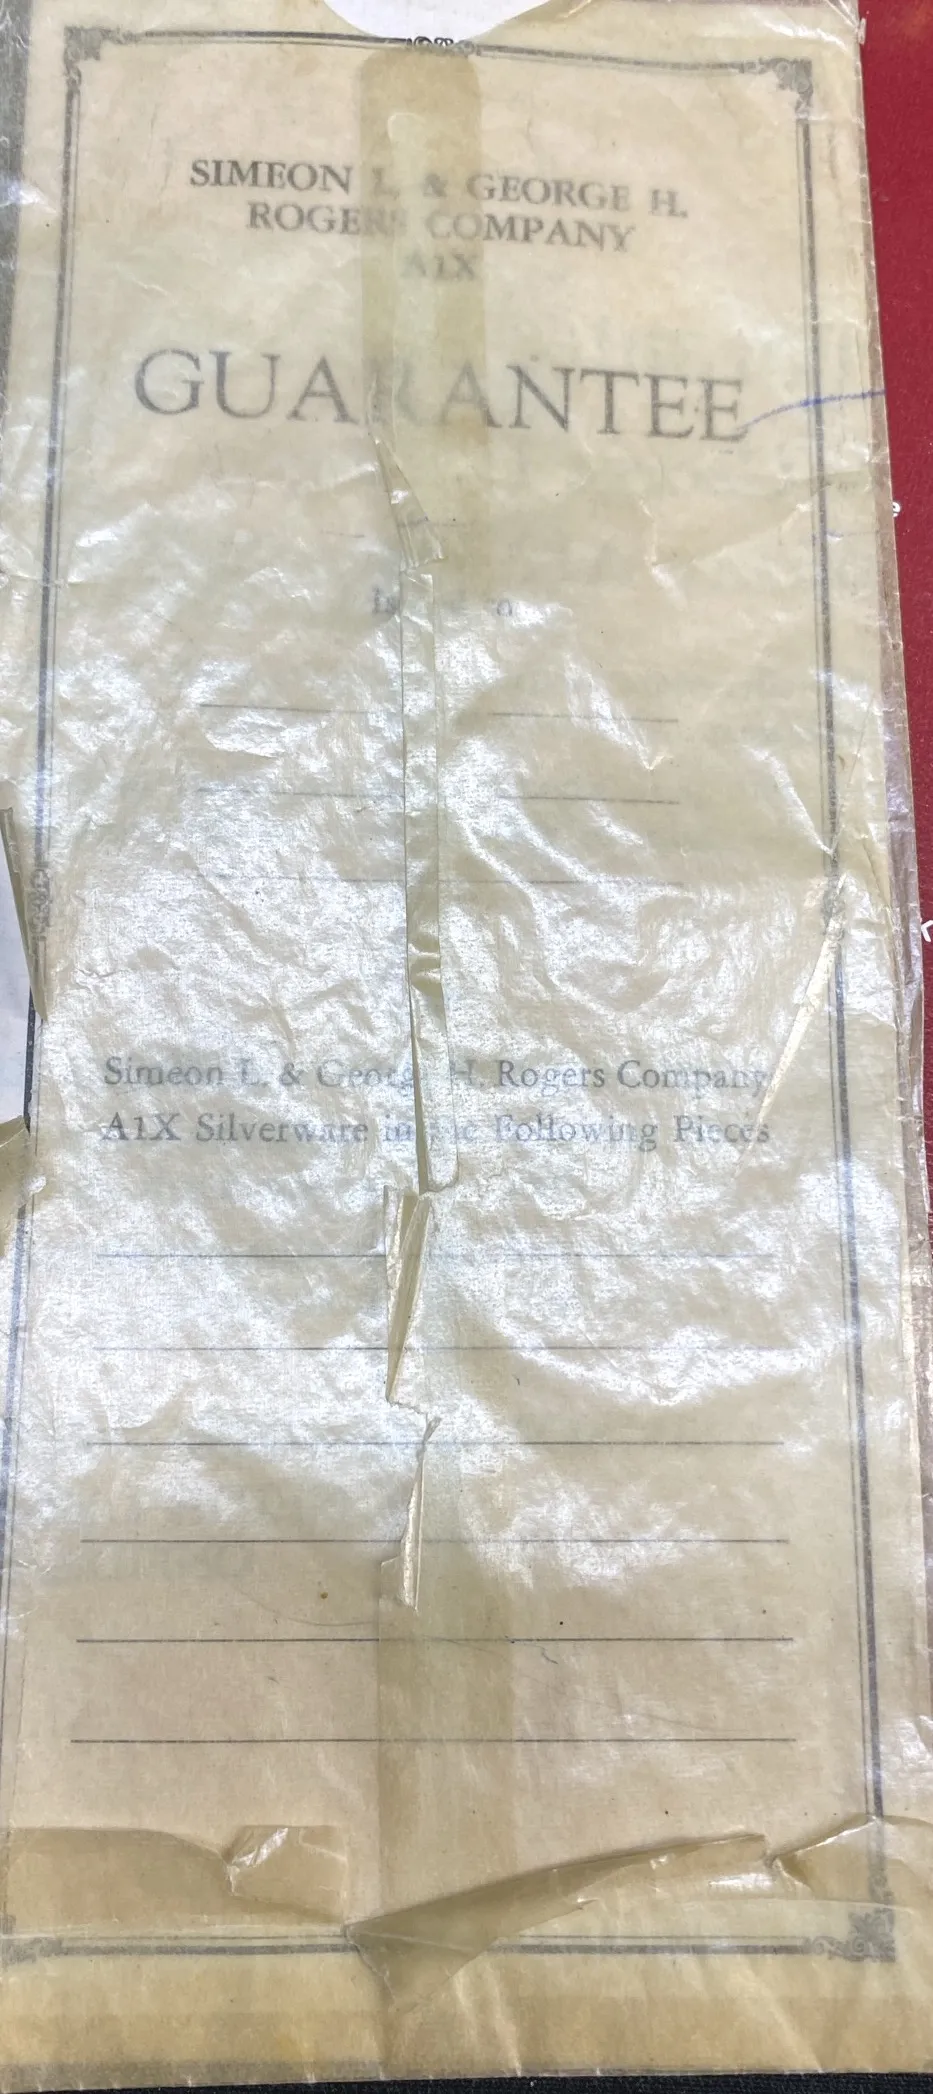 SIMEON L. & GEORGE H.
ROGERS COMPANY
A1X
GUARANTEE
Simeon L. & George H. Rogers Company
A1X Silverware in the Following Pieces